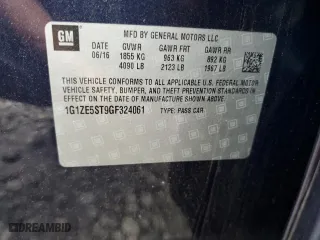 GM
MFD BY GENERAL MOTORS LLC
06/16 GVWR GAWR FRT GAWR RR
1855 KG 963 KG 892 KG
4090 LB 2123 LB 1967 LB
THIS VEHICLE CONFORMS TO ALL APPLICABLE U.S. FEDERAL MOTOR
VEHICLE SAFETY, BUMPER, AND THEFT PREVENTION STANDARDS
IN EFFECT ON THE DATE OF MANUFACTURE SHOWN ABOVE.
1G1ZE5ST9GF324061 TYPE: PASS CAR
© DREAMBID
DREAMBID.COM